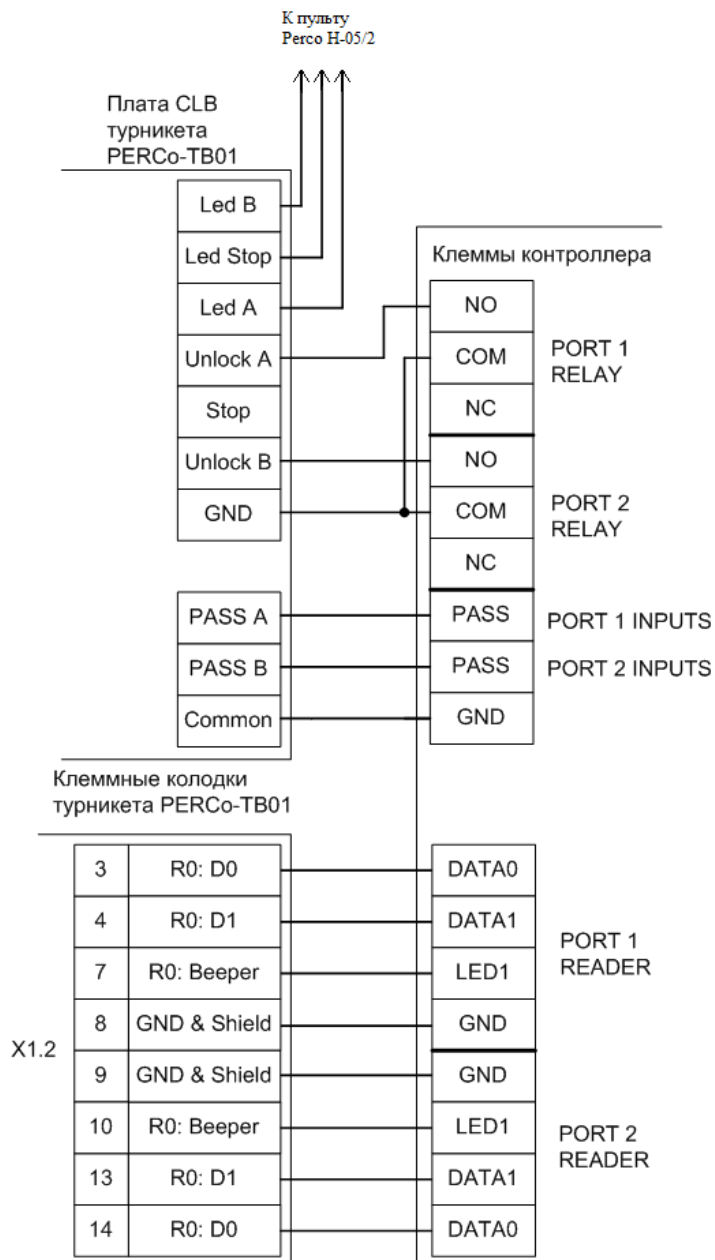 К пульту
Perco H-05/2
Плата CLB
турникета
PERCo-TB01
Led B
Led Stop
Led A
Unlock A
Stop
Unlock B
GND
PASS A
PASS B
Common
Клеммы контроллера
NO
COM
NC
PORT 1
RELAY
NO
COM
NC
PORT 2
RELAY
PASS
PORT 1 INPUTS
PASS
PORT 2 INPUTS
GND
Клеммные колодки
турникета PERCo-TB01
X1.2
3 R0: D0
4 R0: D1
7 R0: Beeper
8 GND & Shield
9 GND & Shield
10 R0: Beeper
13 R0: D1
14 R0: D0
DATA0
DATA1
LED1
GND
PORT 1
READER
GND
LED1
DATA1
DATA0
PORT 2
READER